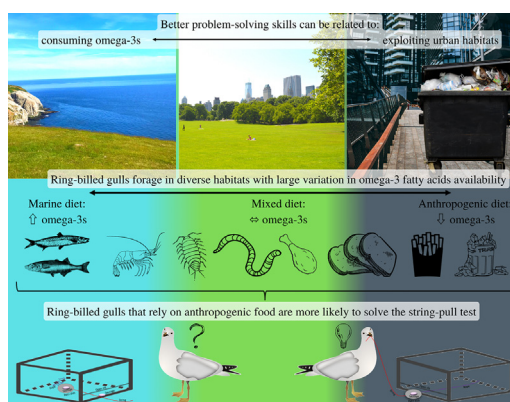 Better problem-solving skills can be related to:
consuming omega-3s
exploiting urban habitats
Ring-billed gulls forage in diverse habitats with large variation in omega-3 fatty acids availability
Marine diet:
⇧ omega-3s
Mixed diet:
⇔ omega-3s
Anthropogenic diet:
⇩ omega-3s
TRASH
Ring-billed gulls that rely on anthropogenic food are more likely to solve the string-pull test
?